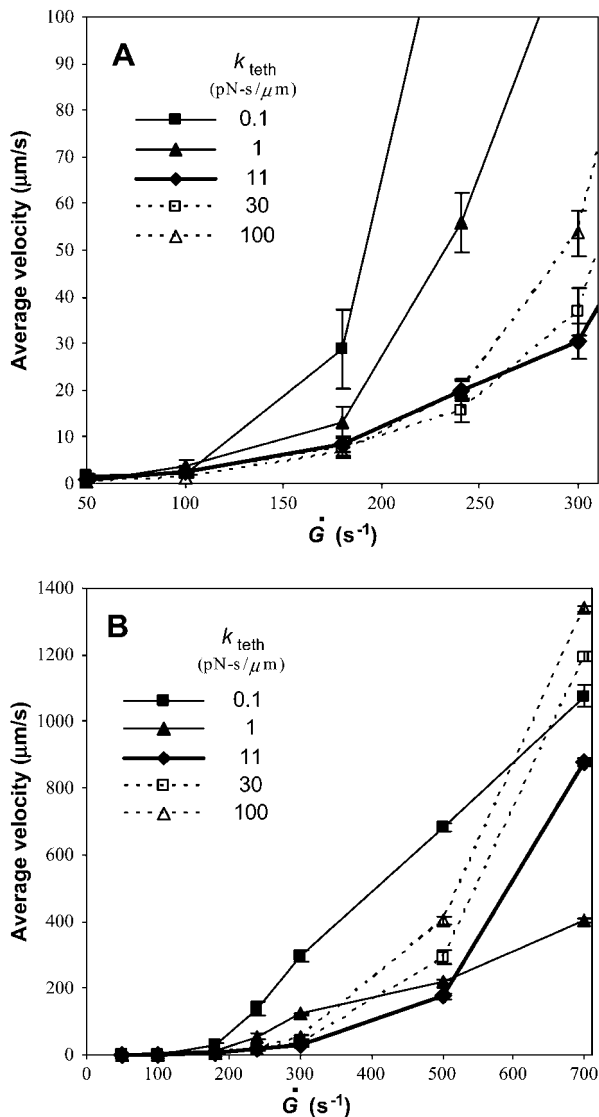 A
k teth
(pN-s/μm)
0.1
1
11
30
100
Average velocity (μm/s)
100
90
80
70
60
50
40
30
20
10
0
50 100 150 200 250 300
Ġ (s-1)
B
k teth
(pN-s/μm)
0.1
1
11
30
100
Average velocity (μm/s)
1400
1200
1000
800
600
400
200
0
0 100 200 300 400 500 600 700
Ġ (s-1)